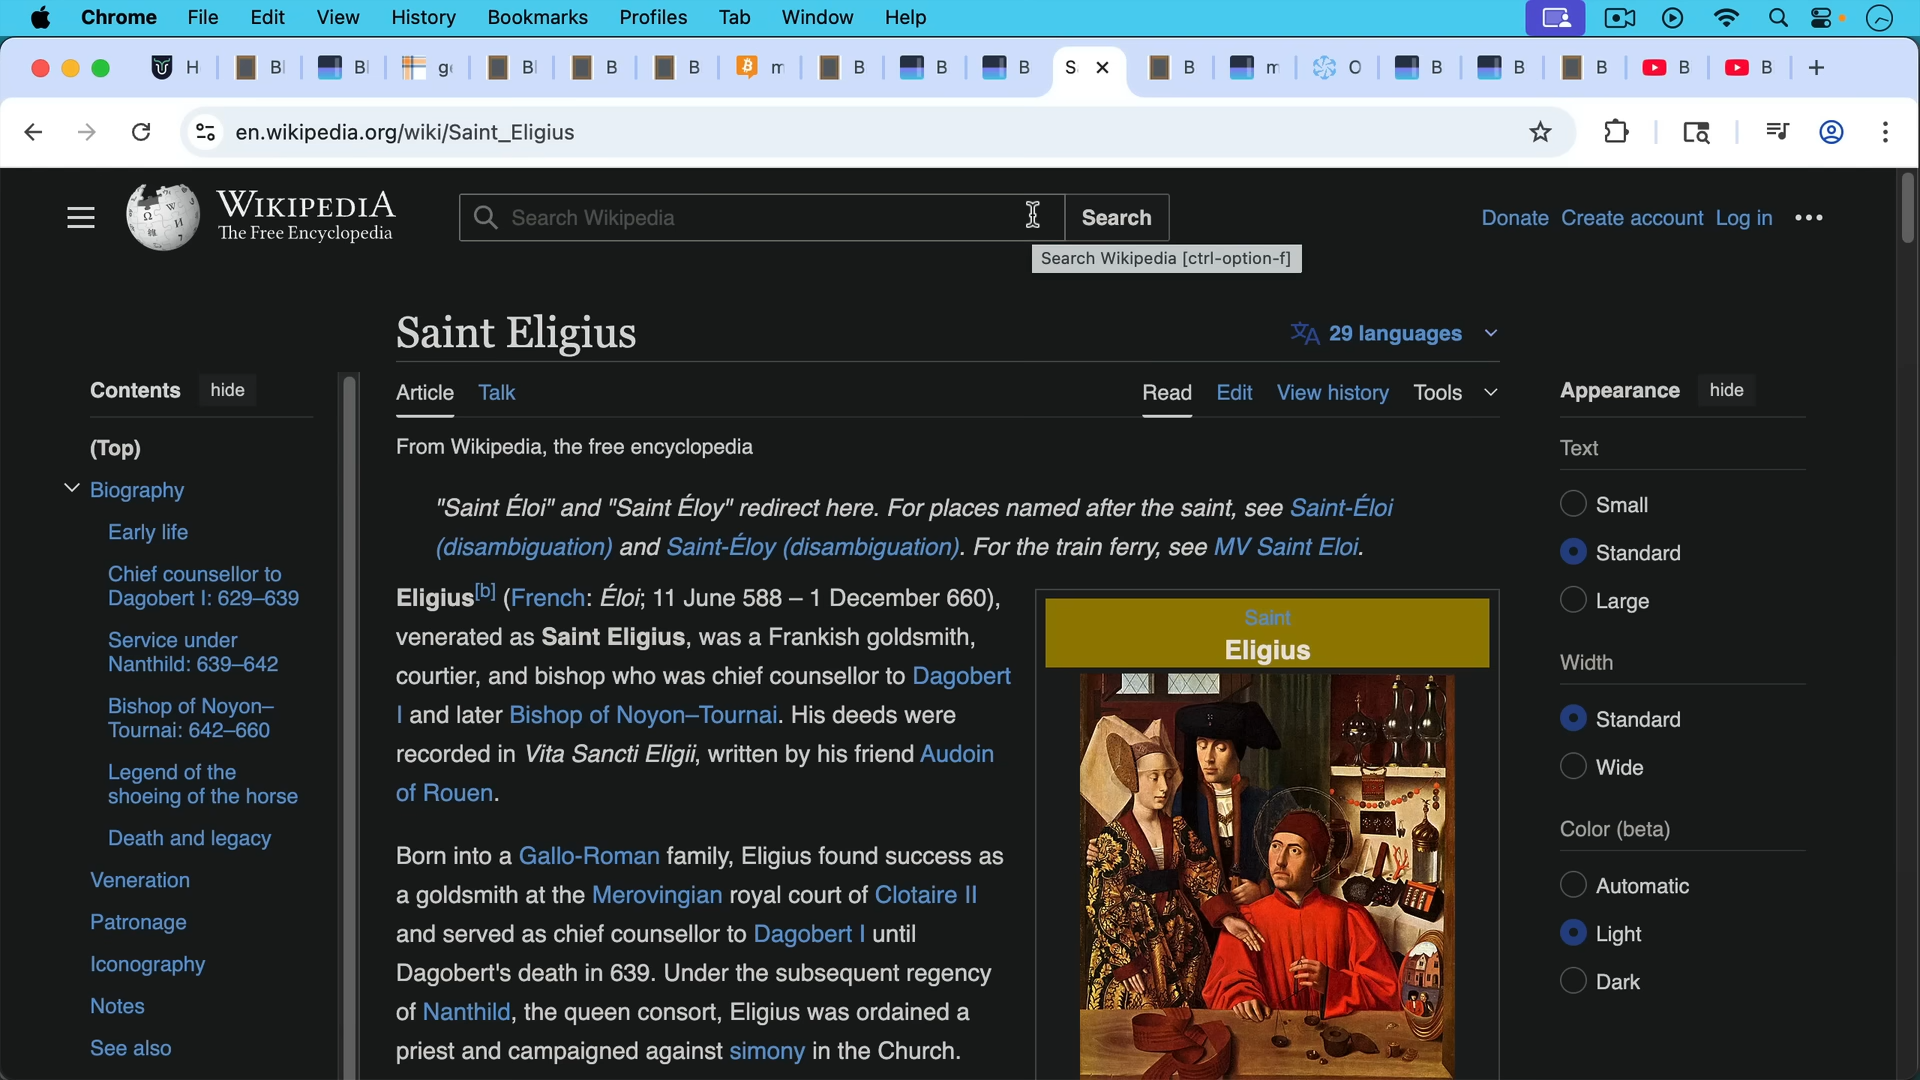 Chrome File Edit View History Bookmarks Profiles Tab Window Help
H B B g B B B m B B B S B m O B B B B B
en.wikipedia.org/wiki/Saint_Eligius
WIKIPEDIA
The Free Encyclopedia
Search Wikipedia
Search
Donate Create account Log in
Search Wikipedia [ctrl-option-f]
Saint Eligius
29 languages
Contents hide
(Top)
Biography
Early life
Chief counsellor to
Dagobert I: 629–639
Service under
Nanthild: 639–642
Bishop of Noyon–
Tournai: 642–660
Legend of the
shoeing of the horse
Death and legacy
Veneration
Patronage
Iconography
Notes
See also
Article Talk Read Edit View history Tools
From Wikipedia, the free encyclopedia
"Saint Éloi" and "Saint Éloy" redirect here. For places named after the saint, see Saint-Éloi
(disambiguation) and Saint-Éloy (disambiguation). For the train ferry, see MV Saint Eloi.
Eligius[b] (French: Éloi; 11 June 588 – 1 December 660),
venerated as Saint Eligius, was a Frankish goldsmith,
courtier, and bishop who was chief counsellor to Dagobert
I and later Bishop of Noyon–Tournai. His deeds were
recorded in Vita Sancti Eligii, written by his friend Audoin
of Rouen.
Born into a Gallo-Roman family, Eligius found success as
a goldsmith at the Merovingian royal court of Clotaire II
and served as chief counsellor to Dagobert I until
Dagobert's death in 639. Under the subsequent regency
of Nanthild, the queen consort, Eligius was ordained a
priest and campaigned against simony in the Church.
Saint
Eligius
Appearance hide
Text
Small
Standard
Large
Width
Standard
Wide
Color (beta)
Automatic
Light
Dark